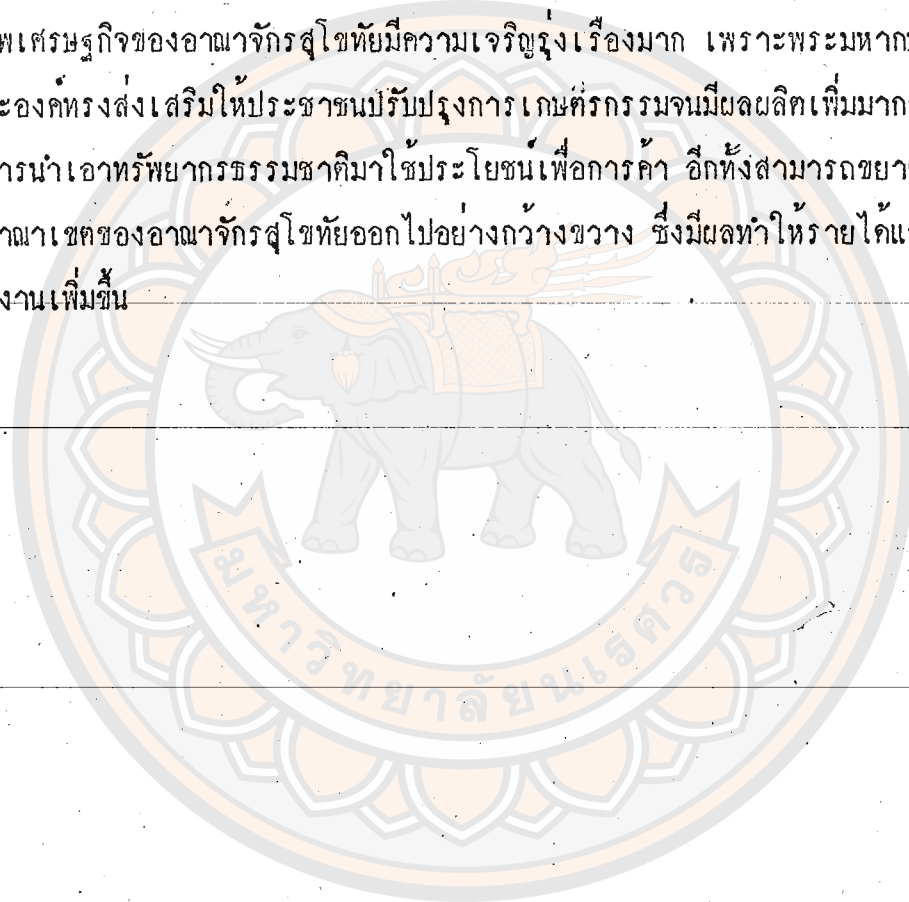 พเศรษฐกิจของอาณาจักรสุโขทัยมีความเจริญรุ่งเรืองมาก เพราะพระมหาก
ะองค์ทรงส่งเสริมให้ประชาชนปรับปรุงการเกษตรกรรมจนมีผลผลิตเพิ่มมาก
ารนำเอาทรัพยากรธรรมชาติมาใช้ประโยชน์เพื่อการค้า อีกทั้งสามารถขยา
าณาเขตของอาณาจักรสุโขทัยออกไปอย่างกว้างขวาง ซึ่งมีผลทำให้รายได้แ
งานเพิ่มขึ้น
มหาวิทยาลัยนเรศวร